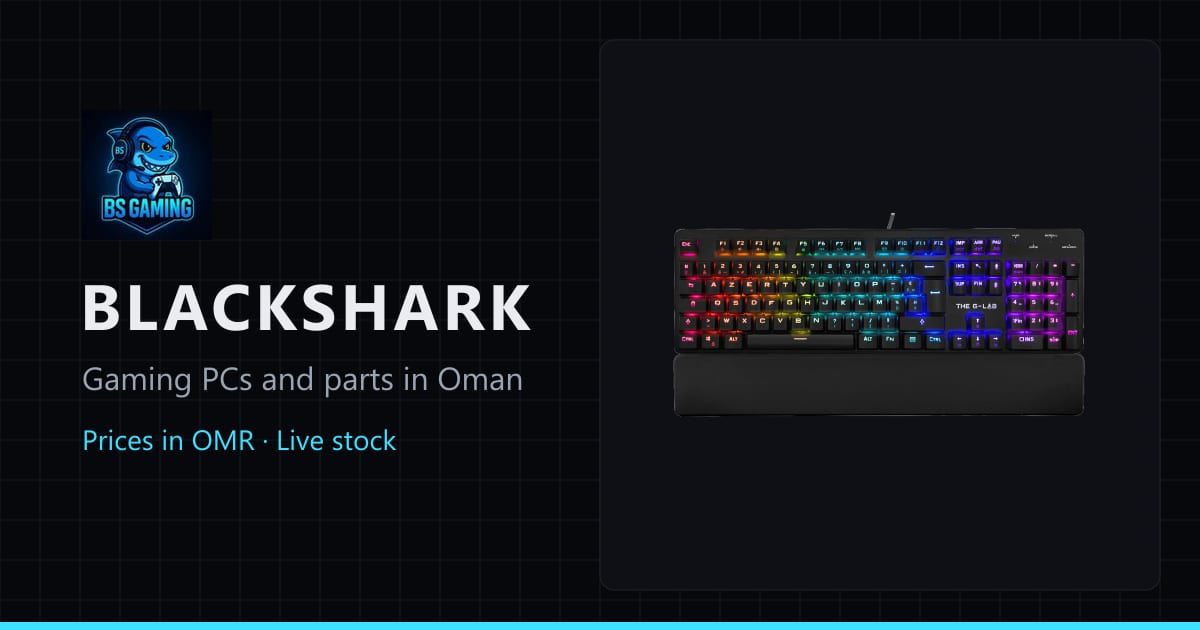 BS
BS GAMING
BLACKSHARK
Gaming PCs and parts in Oman
Prices in OMR · Live stock
THE G-LAB